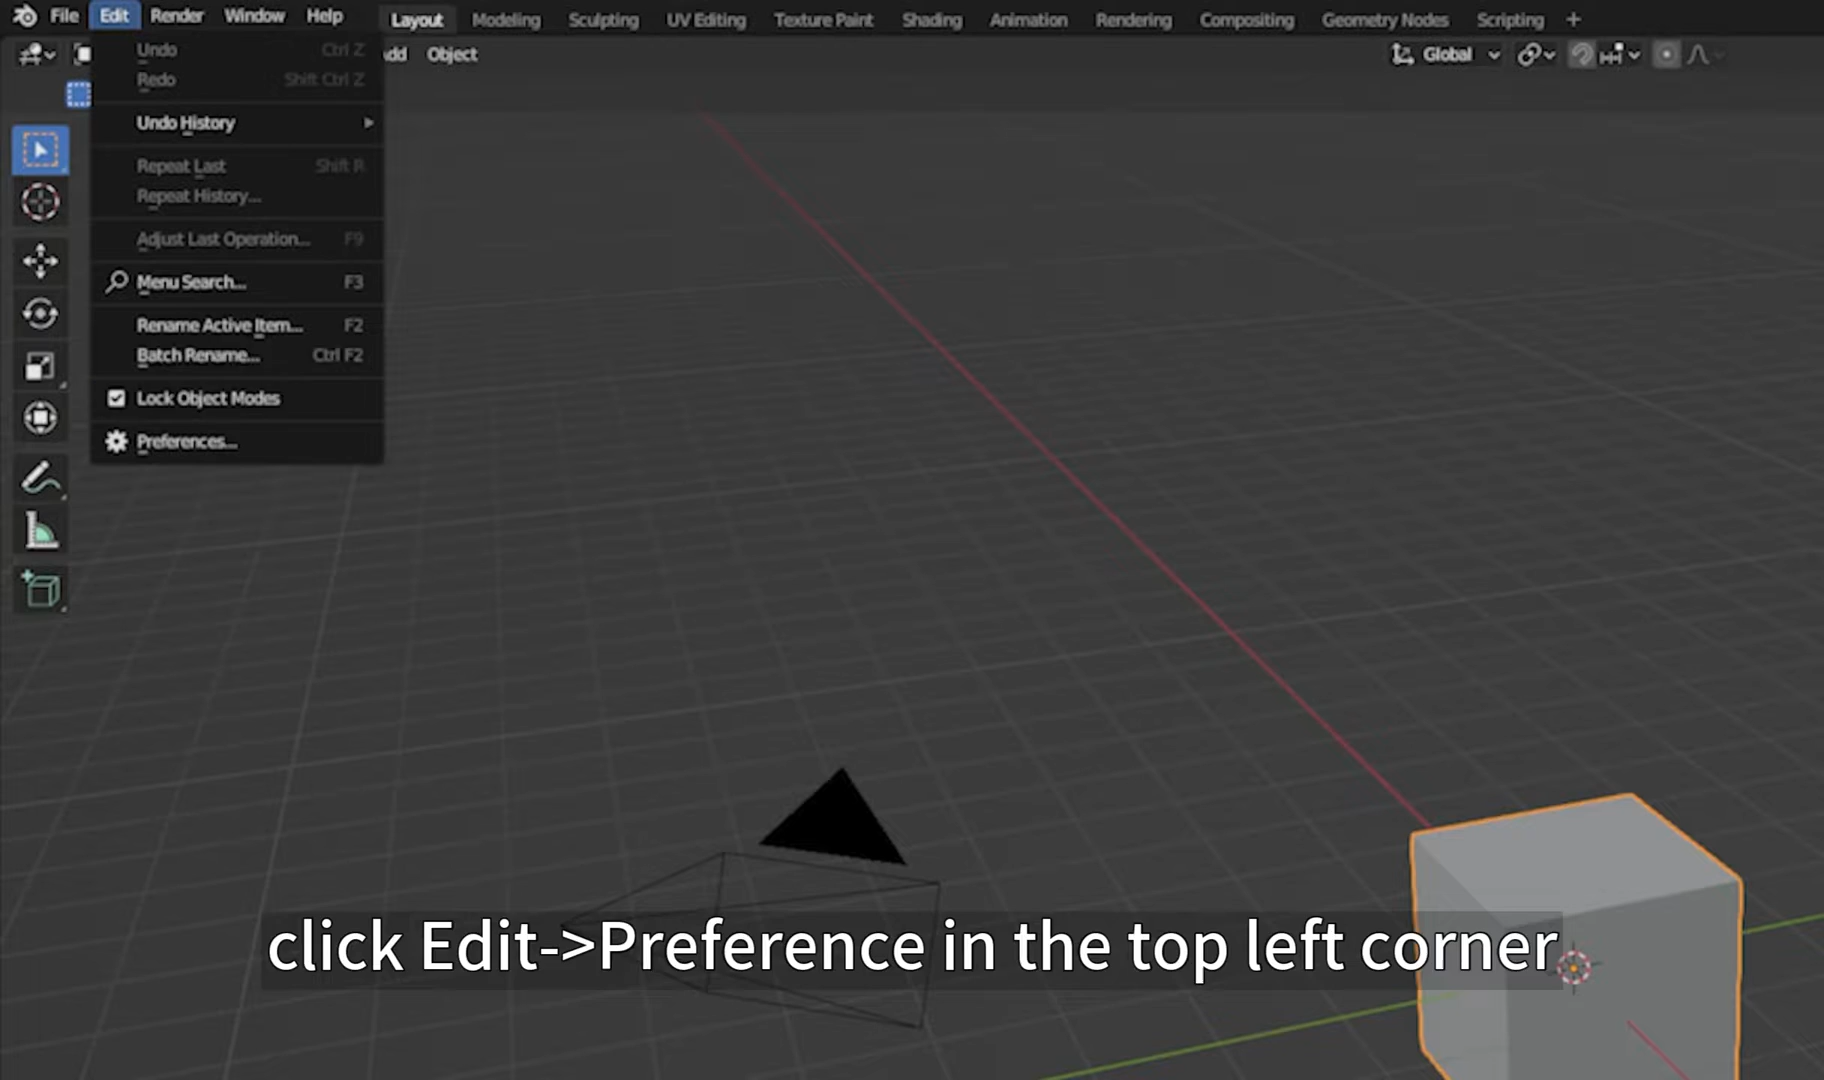 File Edit Render Window Help Layout Modeling Sculpting UV Editing Texture Paint Shading Animation Rendering Compositing Geometry Nodes Scripting +
Object Global
Undo Ctrl Z
Redo Shift Ctrl Z
Undo History
Repeat Last Shift R
Repeat History...
Adjust Last Operation... F9
Menu Search... F3
Rename Active Item... F2
Batch Rename... Ctrl F2
Lock Object Modes
Preferences...
click Edit->Preference in the top left corner